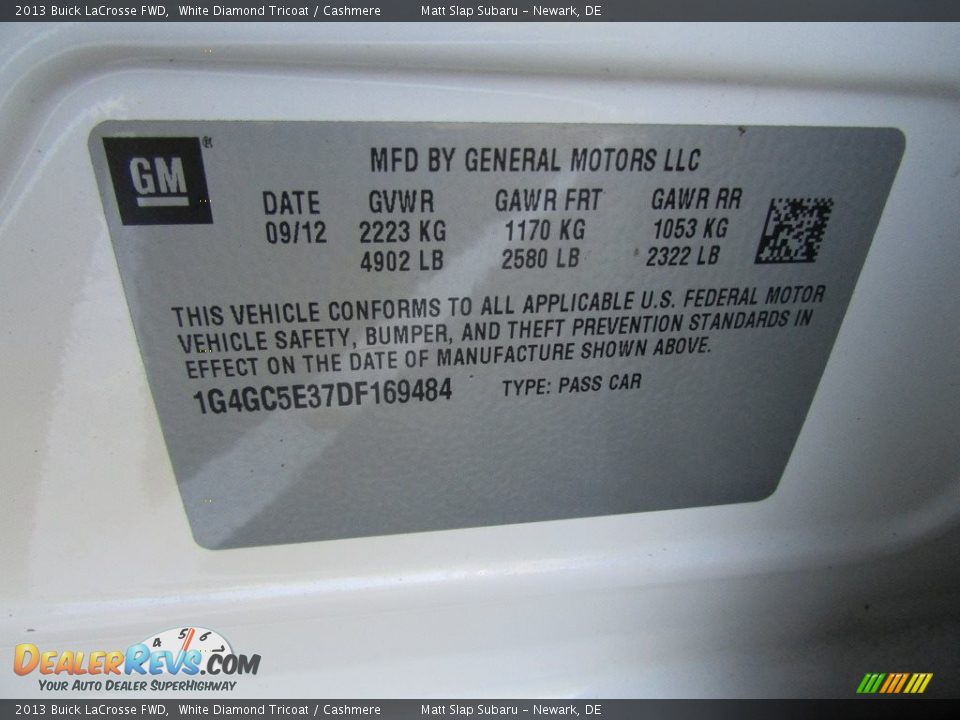 2013 Buick LaCrosse FWD, White Diamond Tricoat / Cashmere Matt Slap Subaru - Newark, DE
GM®
MFD BY GENERAL MOTORS LLC
DATE GVWR GAWR FRT GAWR RR
09/12 2223 KG 1170 KG 1053 KG
4902 LB 2580 LB 2322 LB
THIS VEHICLE CONFORMS TO ALL APPLICABLE U.S. FEDERAL MOTOR
VEHICLE SAFETY, BUMPER, AND THEFT PREVENTION STANDARDS IN
EFFECT ON THE DATE OF MANUFACTURE SHOWN ABOVE.
1G4GC5E37DF169484 TYPE: PASS CAR
4 5 6 7
DEALERREVS.COM
YOUR AUTO DEALER SUPERHIGHWAY
2013 Buick LaCrosse FWD, White Diamond Tricoat / Cashmere Matt Slap Subaru - Newark, DE